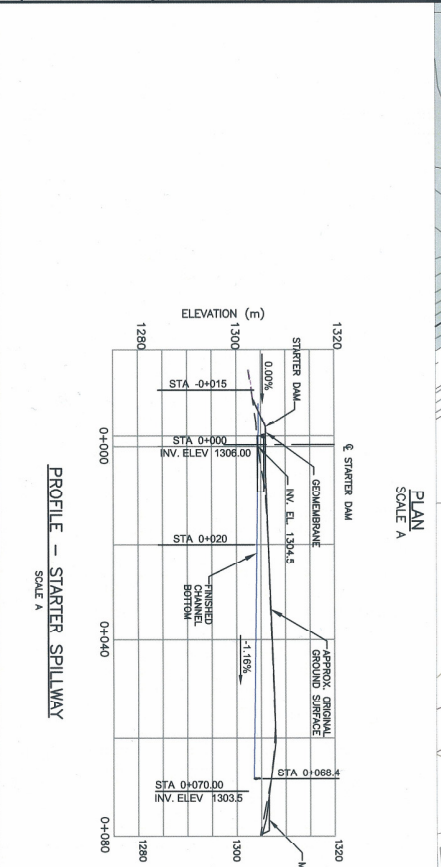 PLAN
SCALE A
ELEVATION (m)
1320
1300
1280
1320
1300
1280
STARTER DAM
0.00%
℄ STARTER DAM
GEOMEMBRANE
INV. EL. 1304.5
APPROX. ORIGINAL
GROUND SURFACE
FINISHED
CHANNEL
BOTTOM
-1.16%
STA -0+015
STA 0+000
INV. ELEV 1306.00
STA 0+020
STA 0+068.4
STA 0+070.00
INV. ELEV 1303.5
0+000
0+040
0+080
PROFILE - STARTER SPILLWAY
SCALE A